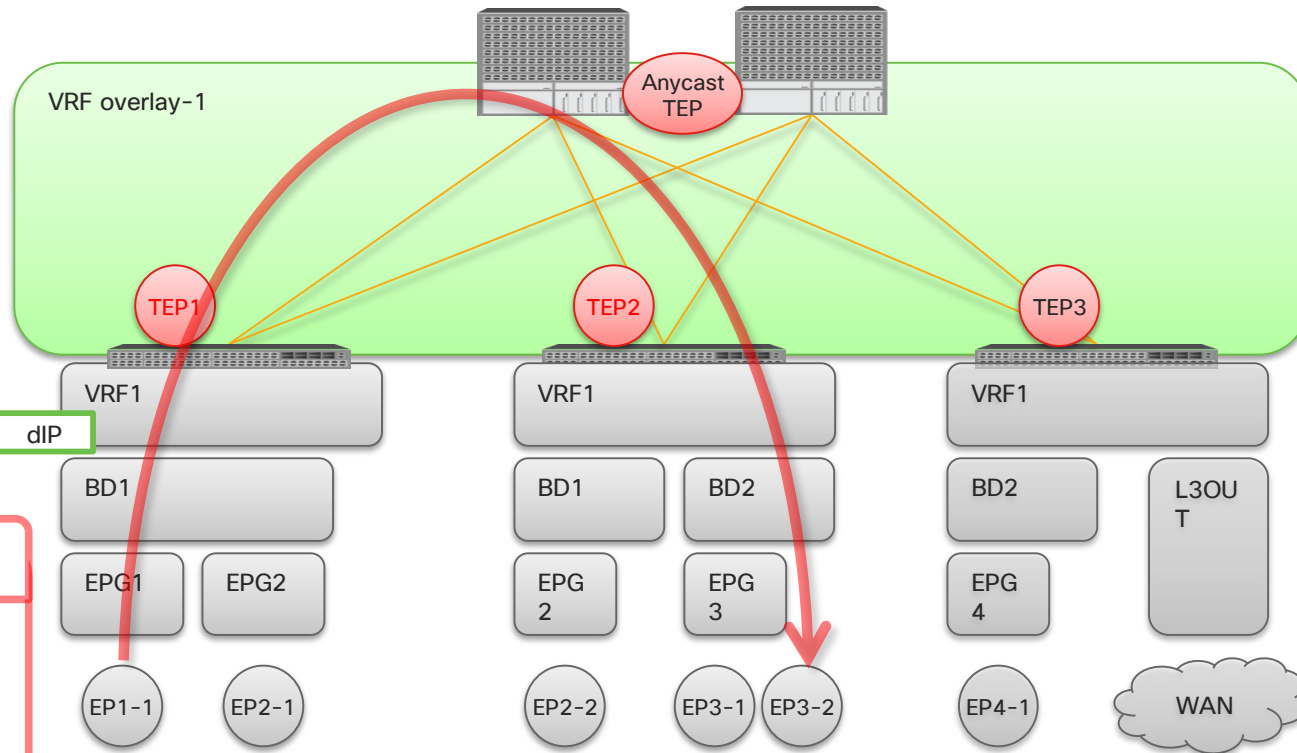 Anycast
TEP
VRF overlay-1
TEP1
TEP2
TEP3
VRF1
VRF1
VRF1
dIP
BD1
BD1
BD2
BD2
L3OU
T
EPG1
EPG2
EPG
2
EPG
3
EPG
4
EP1-1
EP2-1
EP2-2
EP3-1
EP3-2
EP4-1
WAN